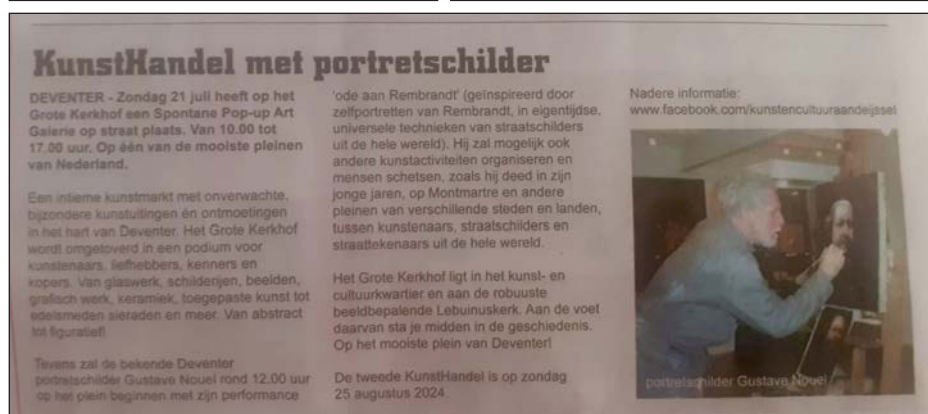 KunstHandel met portretschilder
DEVENTER - Zondag 21 juli heeft op het
Grote Kerkhof een Spontane Pop-up Art
Galerie op straat plaats. Van 10.00 tot
17.00 uur. Op één van de mooiste pleinen
van Nederland.
Een intieme kunstmarkt met onverwachte,
bijzondere kunstuitingen én ontmoetingen
in het hart van Deventer. Het Grote Kerkhof
wordt omgetoverd in een podium voor
kunstenaars, liefhebbers, kenners en
kopers. Van glaswerk, schilderijen, beelden,
grafisch werk, keramiek, toegepaste kunst tot
edelsmeden sieraden en meer. Van abstract
tot figuratief!
Tevens zal de bekende Deventer
portretschilder Gustave Nouel rond 12.00 uur
op het plein beginnen met zijn performance
'ode aan Rembrandt' (geïnspireerd door
zelfportretten van Rembrandt, in eigentijdse,
universele technieken van straatschilders
uit de hele wereld). Hij zal mogelijk ook
andere kunstactiviteiten organiseren en
mensen schetsen, zoals hij deed in zijn
jonge jaren, op Montmartre en andere
pleinen van verschillende steden en landen,
tussen kunstenaars, straatschilders en
straattekenaars uit de hele wereld.
Het Grote Kerkhof ligt in het kunst- en
cultuurkwartier en aan de robuuste
beeldbepalende Lebuinuskerk. Aan de voet
daarvan sta je midden in de geschiedenis.
Op het mooiste plein van Deventer!
De tweede KunstHandel is op zondag
25 augustus 2024.
Nadere informatie:
www.facebook.com/kunstencultuuraandeijssel
portretschilder Gustave Nouel